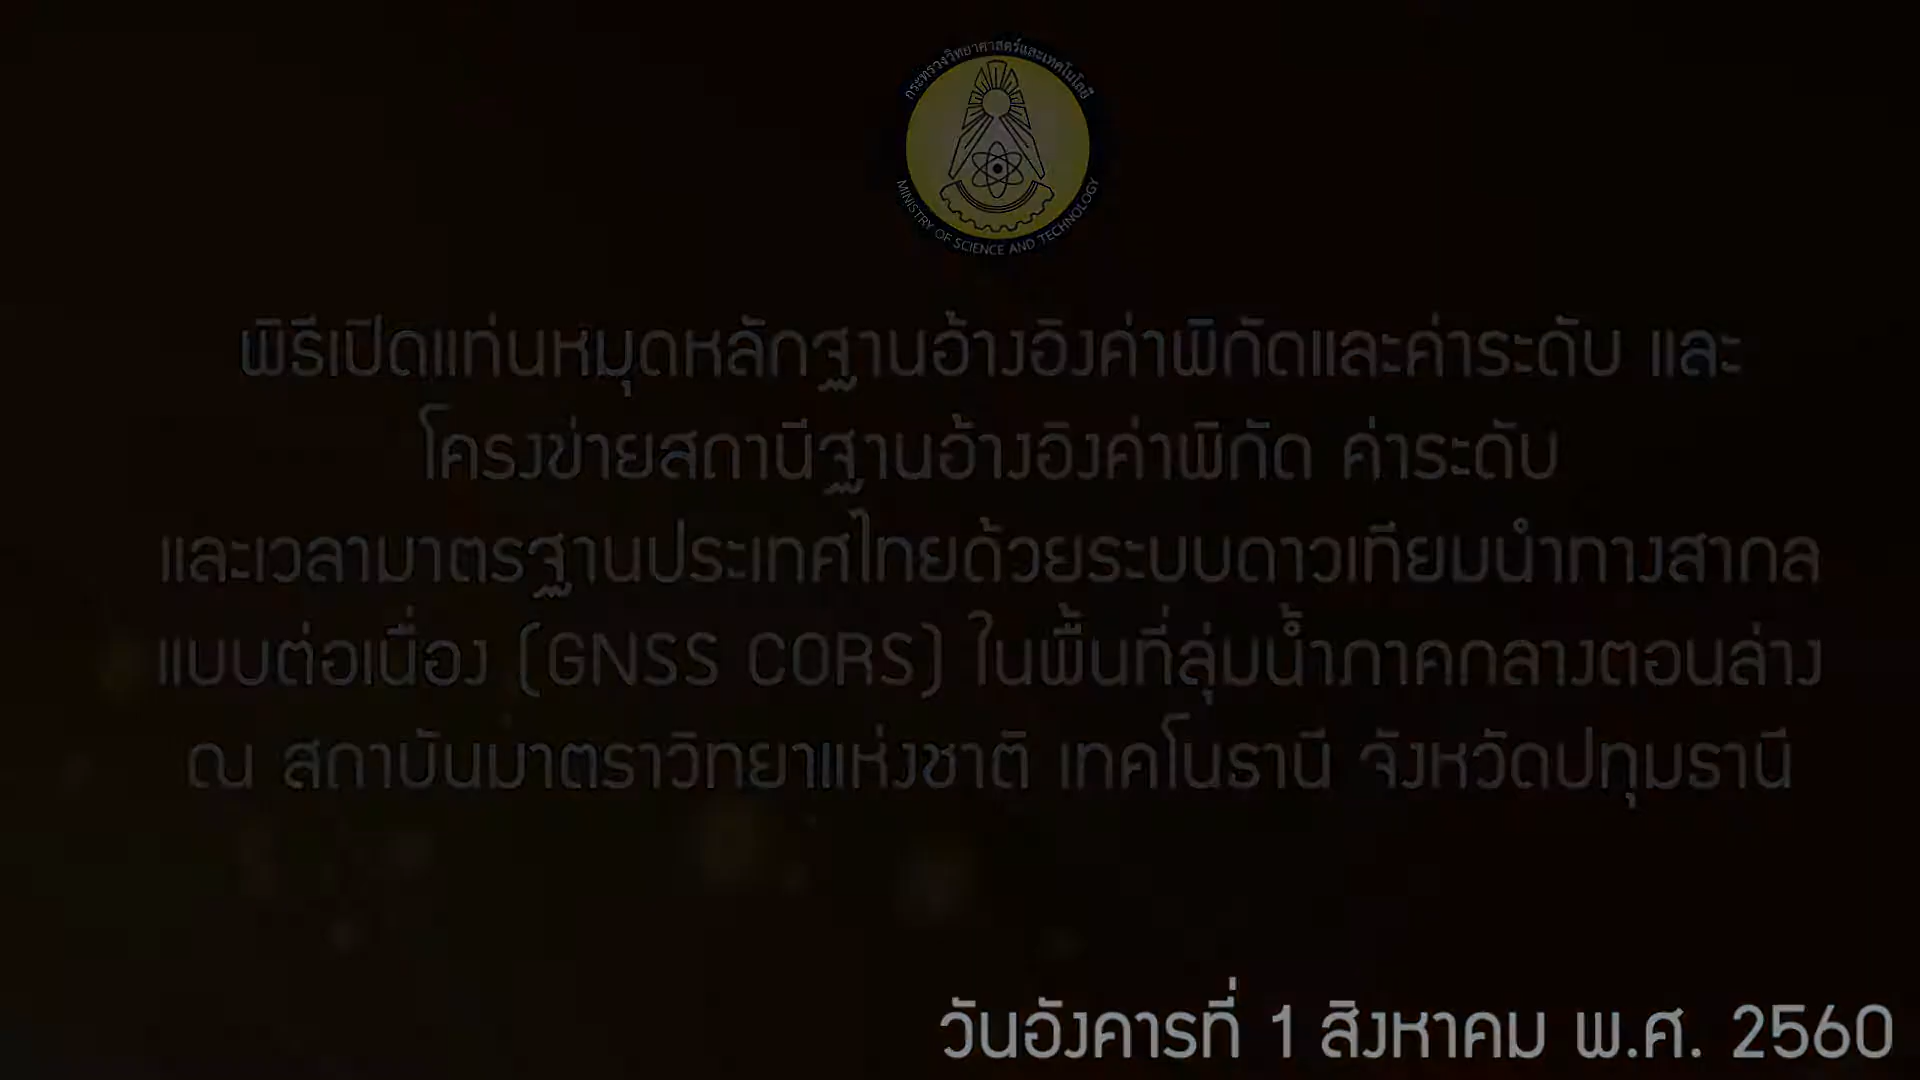 กระทรวงวิทยาศาสตร์และเทคโนโลยี
MINISTRY OF SCIENCE AND TECHNOLOGY
พิธีเปิดแท่นหมุดหลักฐานอ้างอิงค่าพิกัดและค่าระดับ และ
โครงข่ายสถานีฐานอ้างอิงค่าพิกัด ค่าระดับ
และเวลามาตรฐานประเทศไทยด้วยระบบดาวเทียมนำทางสากล
แบบต่อเนื่อง (GNSS CORS) ในพื้นที่ลุ่มน้ำภาคกลางตอนล่าง
ณ สถาบันมาตรวิทยาแห่งชาติ เทคโนธานี จังหวัดปทุมธานี
วันอังคารที่ 1 สิงหาคม พ.ศ. 2560